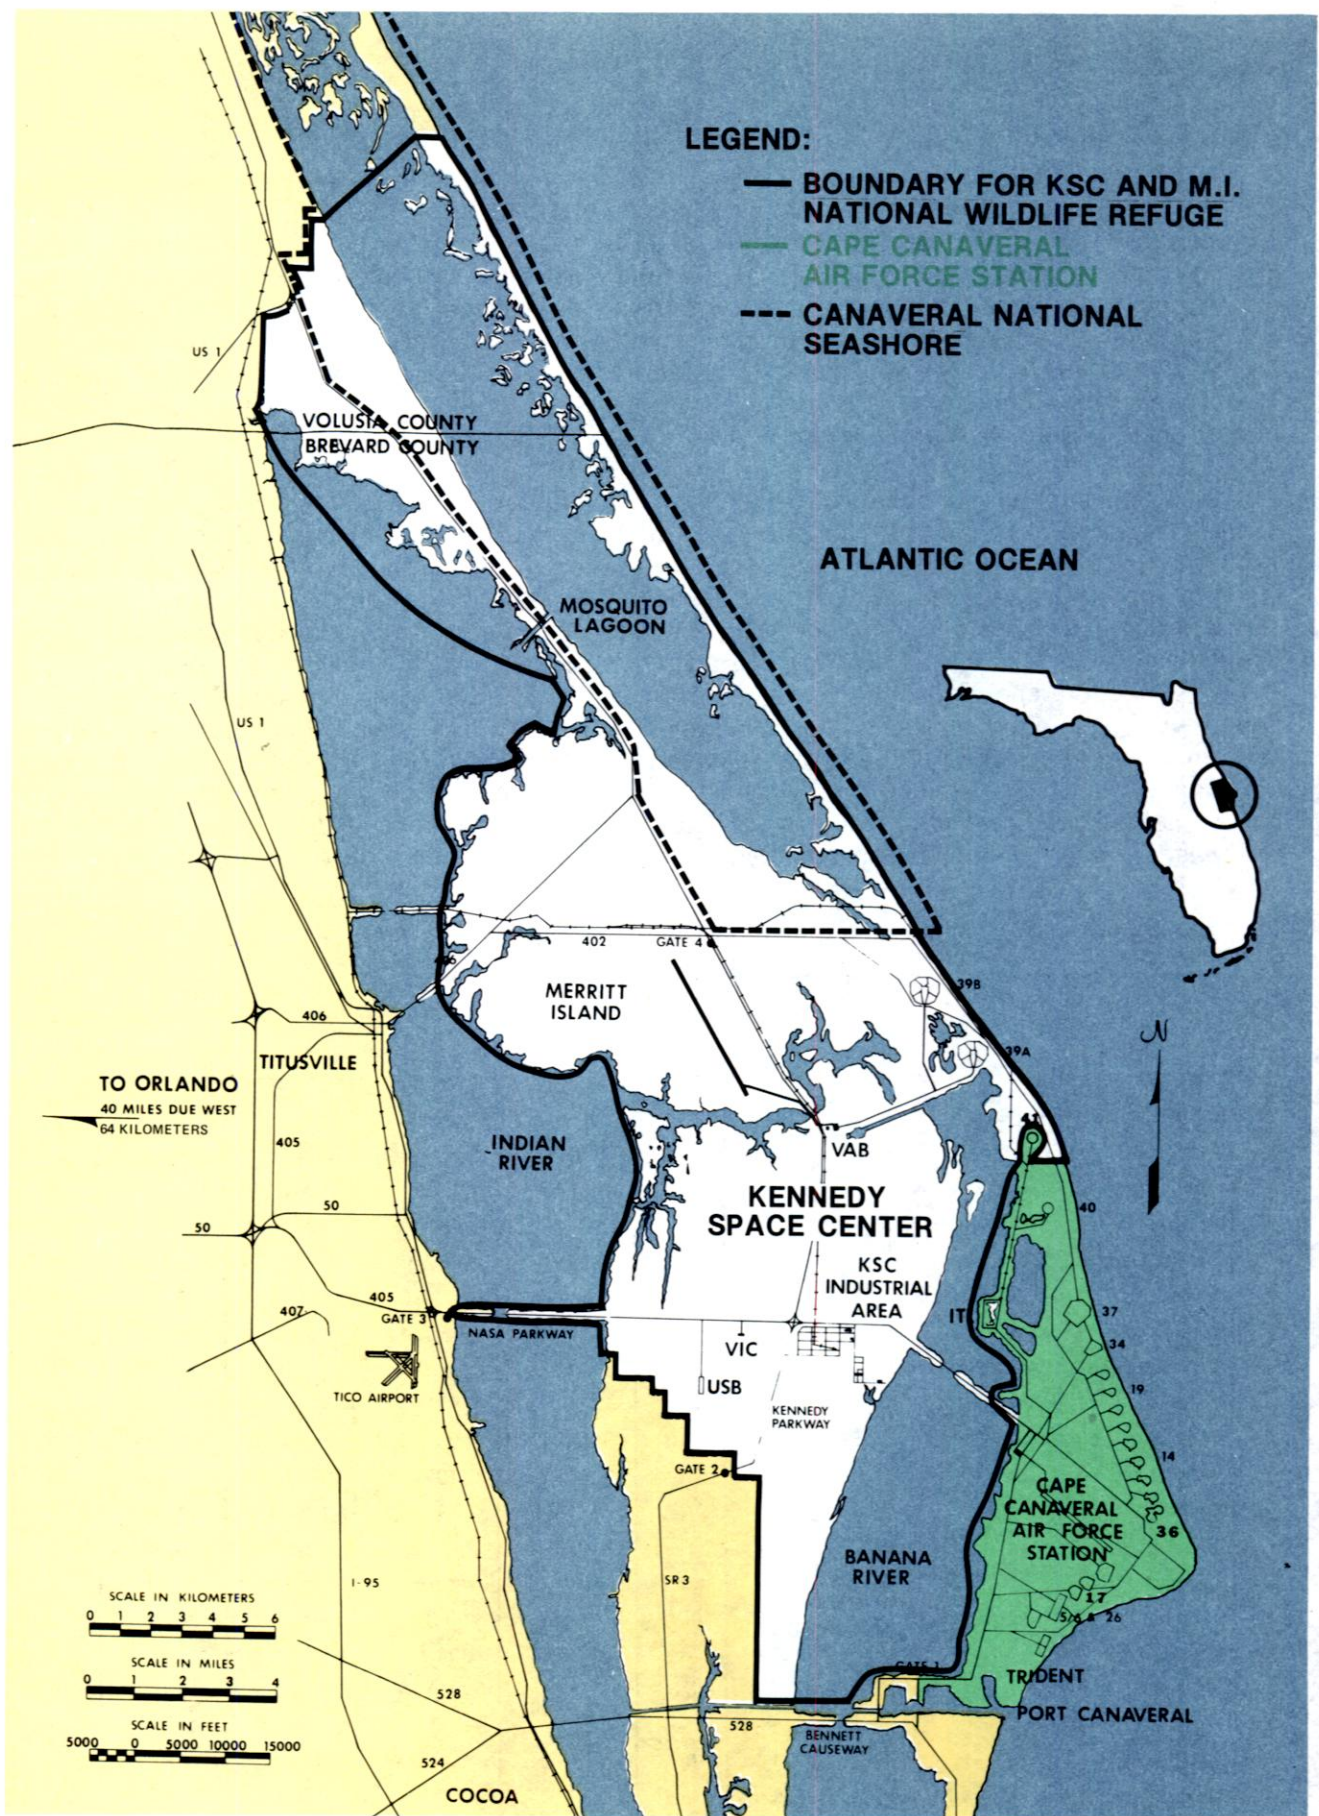 LEGEND:
BOUNDARY FOR KSC AND M.I.
NATIONAL WILDLIFE REFUGE
CAPE CANAVERAL
AIR FORCE STATION
CANAVERAL NATIONAL
SEASHORE
US 1
VOLUSIA COUNTY
BREVARD COUNTY
ATLANTIC OCEAN
MOSQUITO
LAGOON
US 1
402
GATE 4
39B
MERRITT
ISLAND
N
406
39A
TITUSVILLE
TO ORLANDO
40 MILES DUE WEST
64 KILOMETERS
405
41
INDIAN
RIVER
VAB
KENNEDY
SPACE CENTER
50
50
40
KSC
INDUSTRIAL
AREA
405
407
GATE 3
NASA PARKWAY
IT
37
VIC
34
TICO AIRPORT
USB
19
KENNEDY
PARKWAY
GATE 2
14
CAPE
CANAVERAL
AIR FORCE
STATION
36
BANANA
RIVER
I-95
SR 3
17
5/6 & 26
SCALE IN KILOMETERS
0 1 2 3 4 5 6
SCALE IN MILES
0 1 2 3 4
GATE 1
TRIDENT
528
PORT CANAVERAL
SCALE IN FEET
5000 0 5000 10000 15000
528
BENNETT
CAUSEWAY
524
COCOA